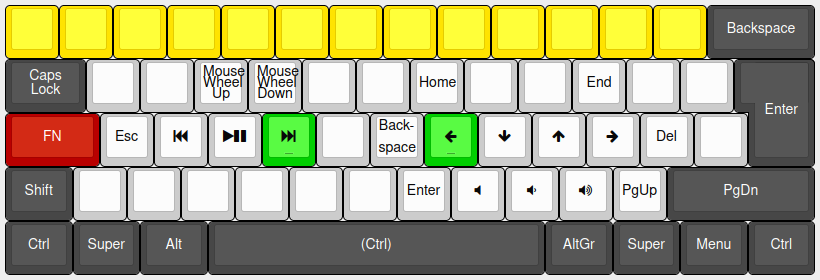 Backspace
Caps
Lock
Mouse
Wheel
Up
Mouse
Wheel
Down
Home
End
Enter
FN
Esc
⏮
⏯
⏭
_
Back-
space
←
_
↓
↑
→
Del
Shift
Enter
🔈
🔉
🔊
PgUp
PgDn
Ctrl
Super
Alt
(Ctrl)
AltGr
Super
Menu
Ctrl